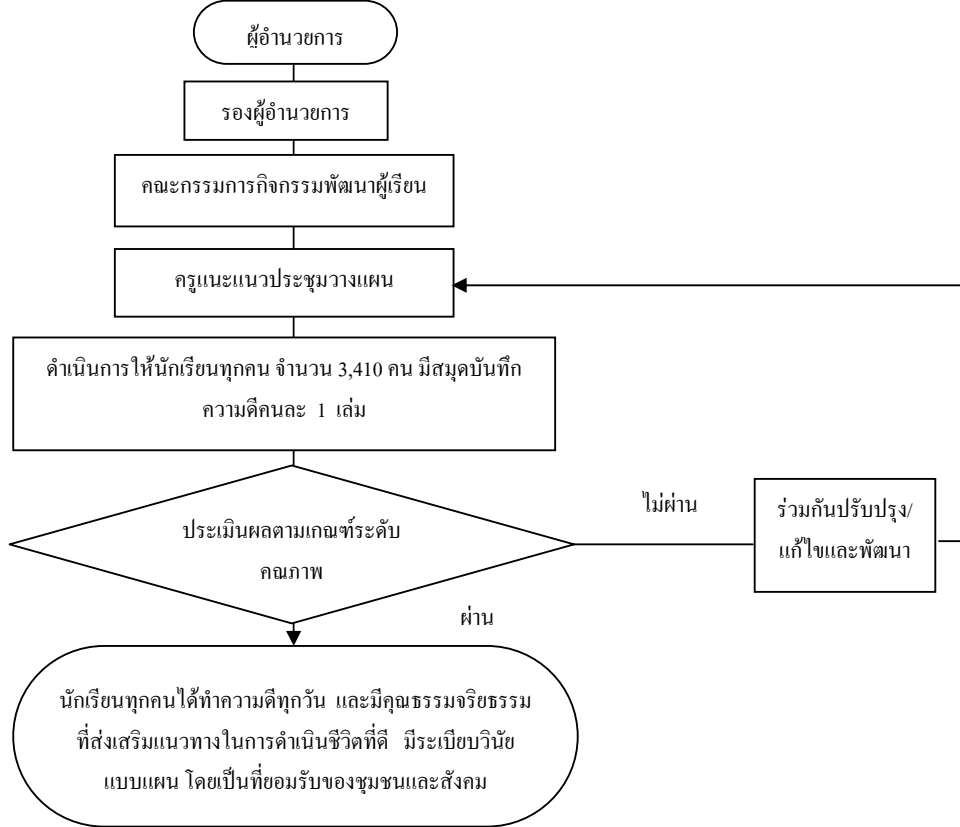 ผู้อำนวยการ
รองผู้อำนวยการ
คณะกรรมการกิจกรรมพัฒนาผู้เรียน
ครูแนะแนวประชุมวางแผน
ดำเนินการให้นักเรียนทุกคน จำนวน 3,410 คน มีสมุดบันทึก
ความดีคนละ 1 เล่ม
ประเมินผลตามเกณฑ์ระดับ
คุณภาพ
ไม่ผ่าน
ร่วมกันปรับปรุง/
แก้ไขและพัฒนา
ผ่าน
นักเรียนทุกคนได้ทำความดีทุกวัน และมีคุณธรรมจริยธรรม
ที่ส่งเสริมแนวทางในการดำเนินชีวิตที่ดี มีระเบียบวินัย
แบบแผน โดยเป็นที่ยอมรับของชุมชนและสังคม